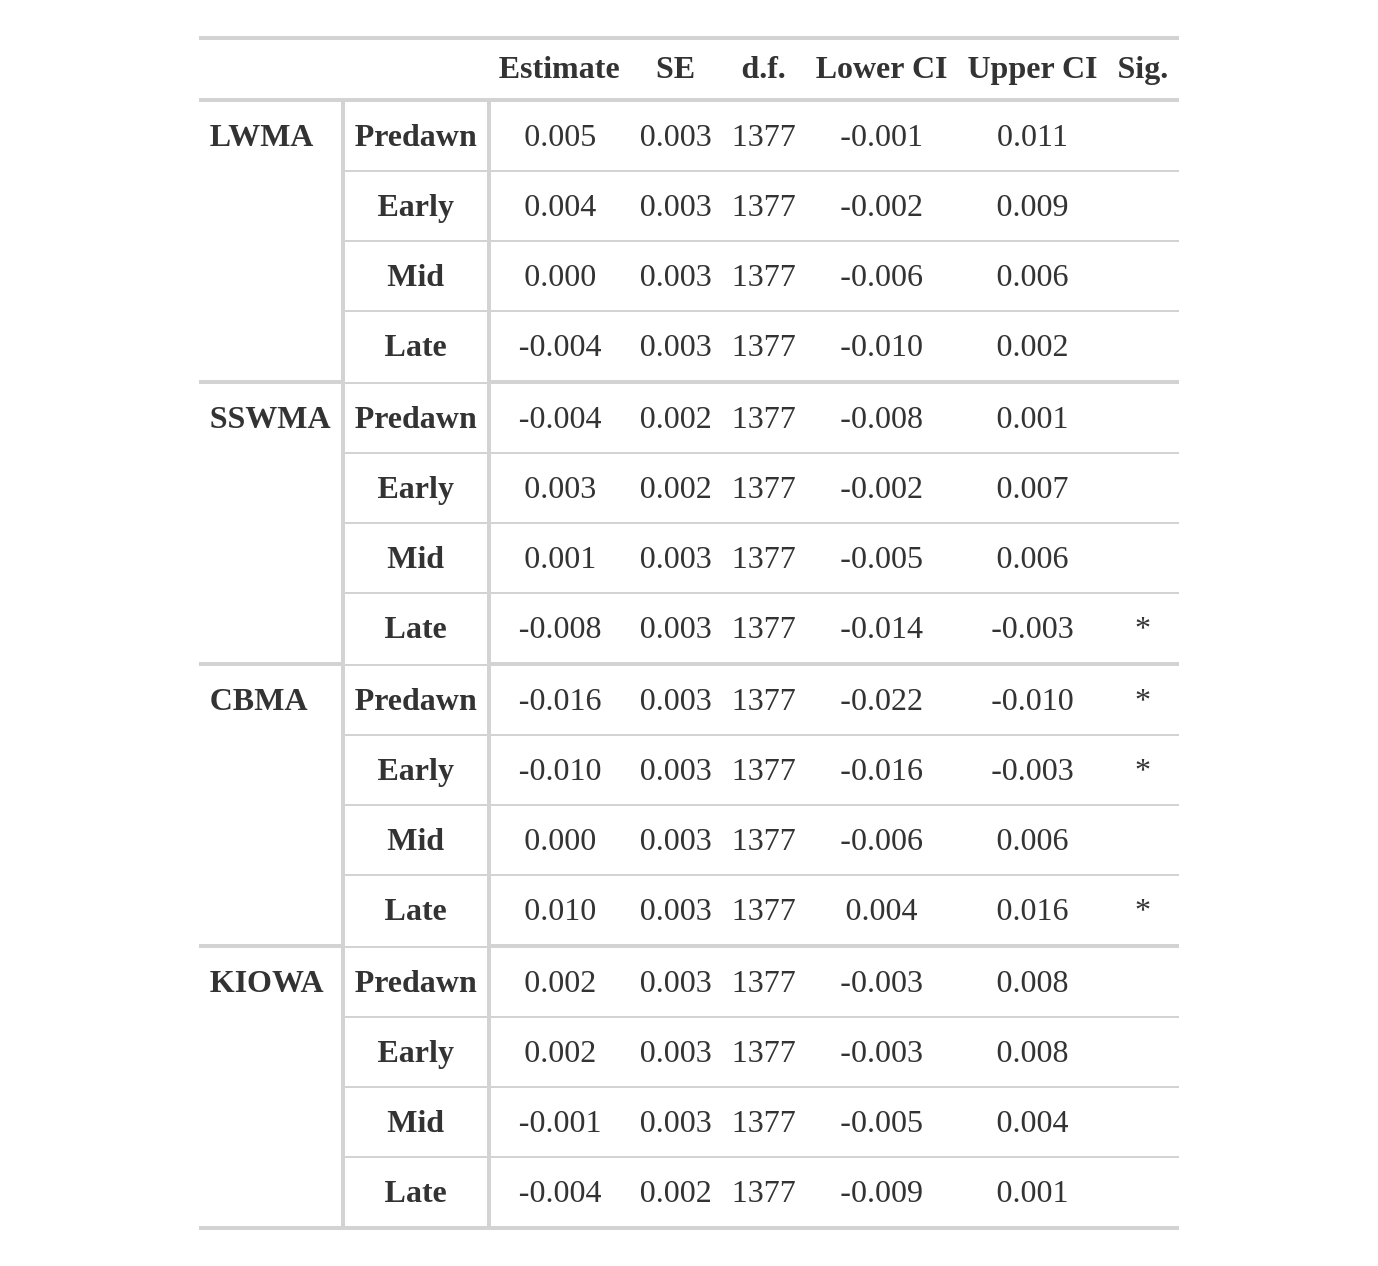 Estimate SE d.f. Lower CI Upper CI Sig.
LWMA Predawn 0.005 0.003 1377 -0.001 0.011
Early 0.004 0.003 1377 -0.002 0.009
Mid 0.000 0.003 1377 -0.006 0.006
Late -0.004 0.003 1377 -0.010 0.002
SSWMA Predawn -0.004 0.002 1377 -0.008 0.001
Early 0.003 0.002 1377 -0.002 0.007
Mid 0.001 0.003 1377 -0.005 0.006
Late -0.008 0.003 1377 -0.014 -0.003 *
CBMA Predawn -0.016 0.003 1377 -0.022 -0.010 *
Early -0.010 0.003 1377 -0.016 -0.003 *
Mid 0.000 0.003 1377 -0.006 0.006
Late 0.010 0.003 1377 0.004 0.016 *
KIOWA Predawn 0.002 0.003 1377 -0.003 0.008
Early 0.002 0.003 1377 -0.003 0.008
Mid -0.001 0.003 1377 -0.005 0.004
Late -0.004 0.002 1377 -0.009 0.001